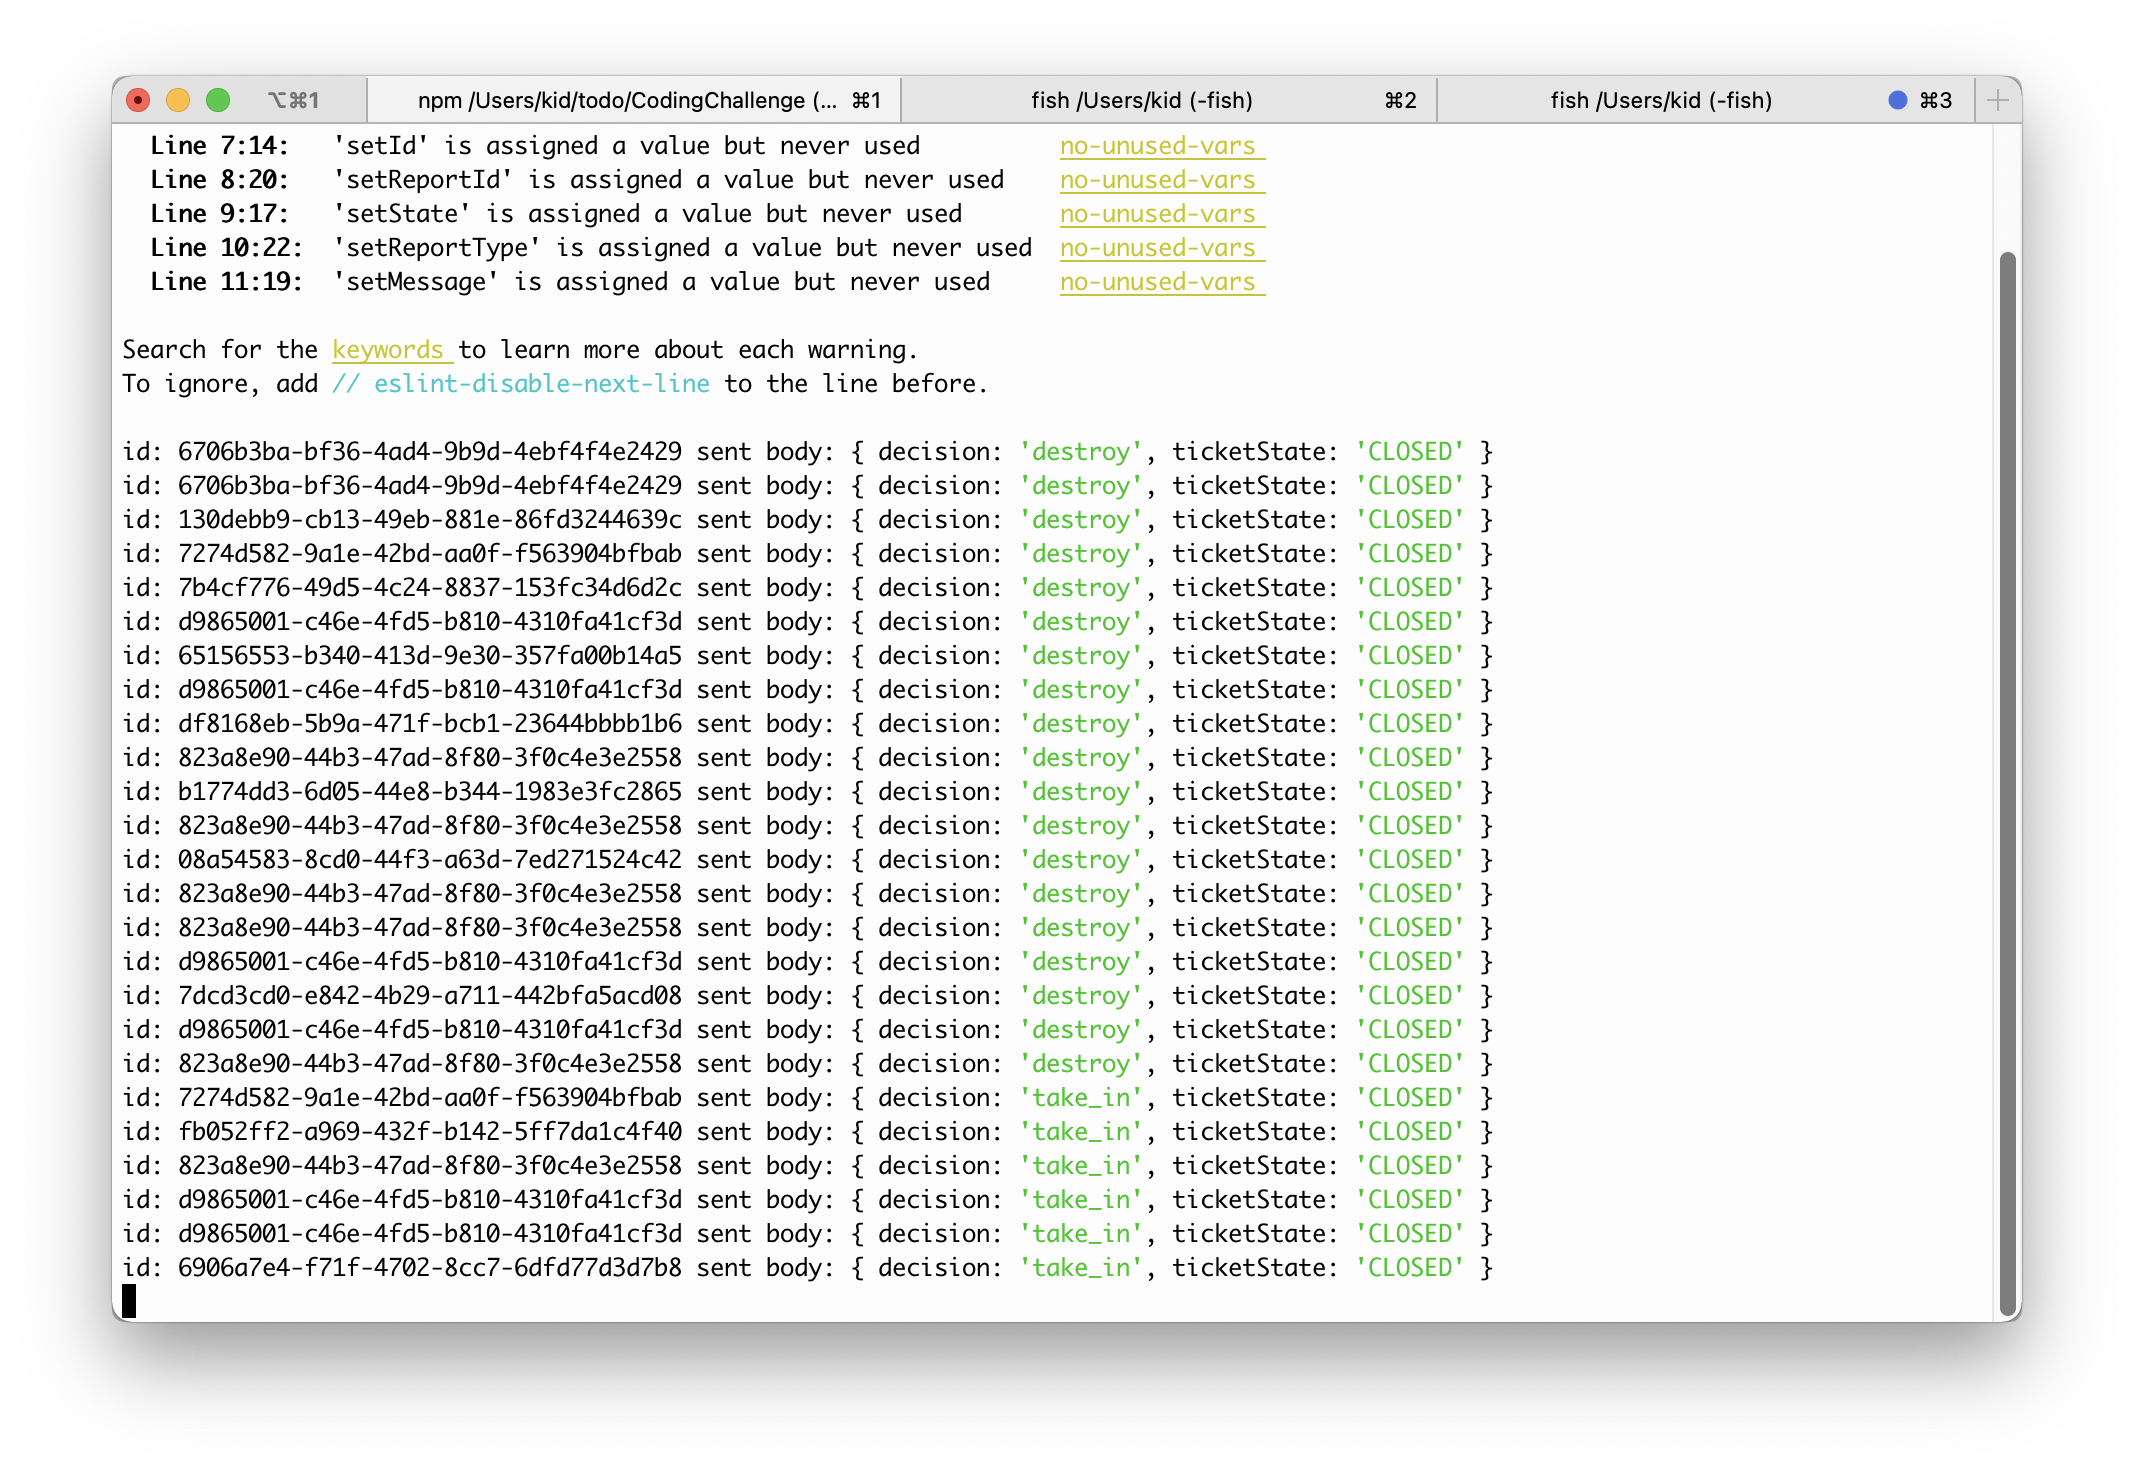 ⌥⌘1 npm /Users/kid/todo/CodingChallenge (... ⌘1 fish /Users/kid (-fish) ⌘2 fish /Users/kid (-fish) ⌘3
Line 7:14: 'setId' is assigned a value but never used no-unused-vars
Line 8:20: 'setReportId' is assigned a value but never used no-unused-vars
Line 9:17: 'setState' is assigned a value but never used no-unused-vars
Line 10:22: 'setReportType' is assigned a value but never used no-unused-vars
Line 11:19: 'setMessage' is assigned a value but never used no-unused-vars
Search for the keywords to learn more about each warning.
To ignore, add // eslint-disable-next-line to the line before.
id: 6706b3ba-bf36-4ad4-9b9d-4ebf4f4e2429 sent body: { decision: 'destroy', ticketState: 'CLOSED' }
id: 6706b3ba-bf36-4ad4-9b9d-4ebf4f4e2429 sent body: { decision: 'destroy', ticketState: 'CLOSED' }
id: 130debb9-cb13-49eb-881e-86fd3244639c sent body: { decision: 'destroy', ticketState: 'CLOSED' }
id: 7274d582-9a1e-42bd-aa0f-f563904bfbab sent body: { decision: 'destroy', ticketState: 'CLOSED' }
id: 7b4cf776-49d5-4c24-8837-153fc34d6d2c sent body: { decision: 'destroy', ticketState: 'CLOSED' }
id: d9865001-c46e-4fd5-b810-4310fa41cf3d sent body: { decision: 'destroy', ticketState: 'CLOSED' }
id: 65156553-b340-413d-9e30-357fa00b14a5 sent body: { decision: 'destroy', ticketState: 'CLOSED' }
id: d9865001-c46e-4fd5-b810-4310fa41cf3d sent body: { decision: 'destroy', ticketState: 'CLOSED' }
id: df8168eb-5b9a-471f-bcb1-23644bbbb1b6 sent body: { decision: 'destroy', ticketState: 'CLOSED' }
id: 823a8e90-44b3-47ad-8f80-3f0c4e3e2558 sent body: { decision: 'destroy', ticketState: 'CLOSED' }
id: b1774dd3-6d05-44e8-b344-1983e3fc2865 sent body: { decision: 'destroy', ticketState: 'CLOSED' }
id: 823a8e90-44b3-47ad-8f80-3f0c4e3e2558 sent body: { decision: 'destroy', ticketState: 'CLOSED' }
id: 08a54583-8cd0-44f3-a63d-7ed271524c42 sent body: { decision: 'destroy', ticketState: 'CLOSED' }
id: 823a8e90-44b3-47ad-8f80-3f0c4e3e2558 sent body: { decision: 'destroy', ticketState: 'CLOSED' }
id: 823a8e90-44b3-47ad-8f80-3f0c4e3e2558 sent body: { decision: 'destroy', ticketState: 'CLOSED' }
id: d9865001-c46e-4fd5-b810-4310fa41cf3d sent body: { decision: 'destroy', ticketState: 'CLOSED' }
id: 7dcd3cd0-e842-4b29-a711-442bfa5acd08 sent body: { decision: 'destroy', ticketState: 'CLOSED' }
id: d9865001-c46e-4fd5-b810-4310fa41cf3d sent body: { decision: 'destroy', ticketState: 'CLOSED' }
id: 823a8e90-44b3-47ad-8f80-3f0c4e3e2558 sent body: { decision: 'destroy', ticketState: 'CLOSED' }
id: 7274d582-9a1e-42bd-aa0f-f563904bfbab sent body: { decision: 'take_in', ticketState: 'CLOSED' }
id: fb052ff2-a969-432f-b142-5ff7da1c4f40 sent body: { decision: 'take_in', ticketState: 'CLOSED' }
id: 823a8e90-44b3-47ad-8f80-3f0c4e3e2558 sent body: { decision: 'take_in', ticketState: 'CLOSED' }
id: d9865001-c46e-4fd5-b810-4310fa41cf3d sent body: { decision: 'take_in', ticketState: 'CLOSED' }
id: d9865001-c46e-4fd5-b810-4310fa41cf3d sent body: { decision: 'take_in', ticketState: 'CLOSED' }
id: 6906a7e4-f71f-4702-8cc7-6dfd77d3d7b8 sent body: { decision: 'take_in', ticketState: 'CLOSED' }